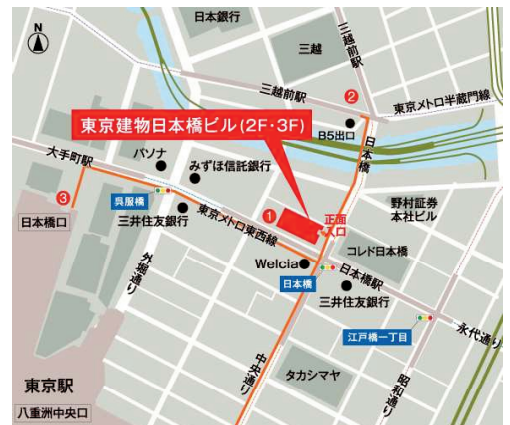 日本銀行
N
三越
三越前駅
三越前駅
2
東京メトロ半蔵門線
B5出口
東京建物日本橋ビル(2F・3F)
日本橋
大手町駅
パソナ
みずほ信託銀行
3
日本橋口
呉服橋
三井住友銀行
東京メトロ東西線
1
正面
入口
野村証券
本社ビル
コレド日本橋
外堀通り
Welcia
日本橋
日本橋駅
三井住友銀行
江戸橋一丁目
永代通り
中央通り
昭和通り
タカシマヤ
東京駅
八重洲中央口